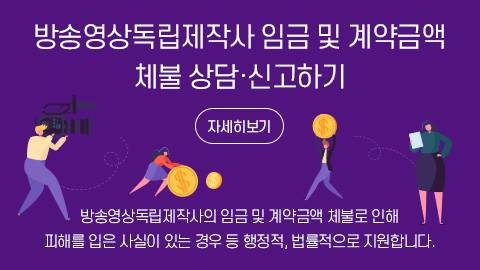 방송영상독립제작사 임금 및 계약금액
체불 상담·신고하기
자세히보기
방송영상독립제작사의 임금 및 계약금액 체불로 인해
피해를 입은 사실이 있는 경우 등 행정적, 법률적으로 지원합니다.